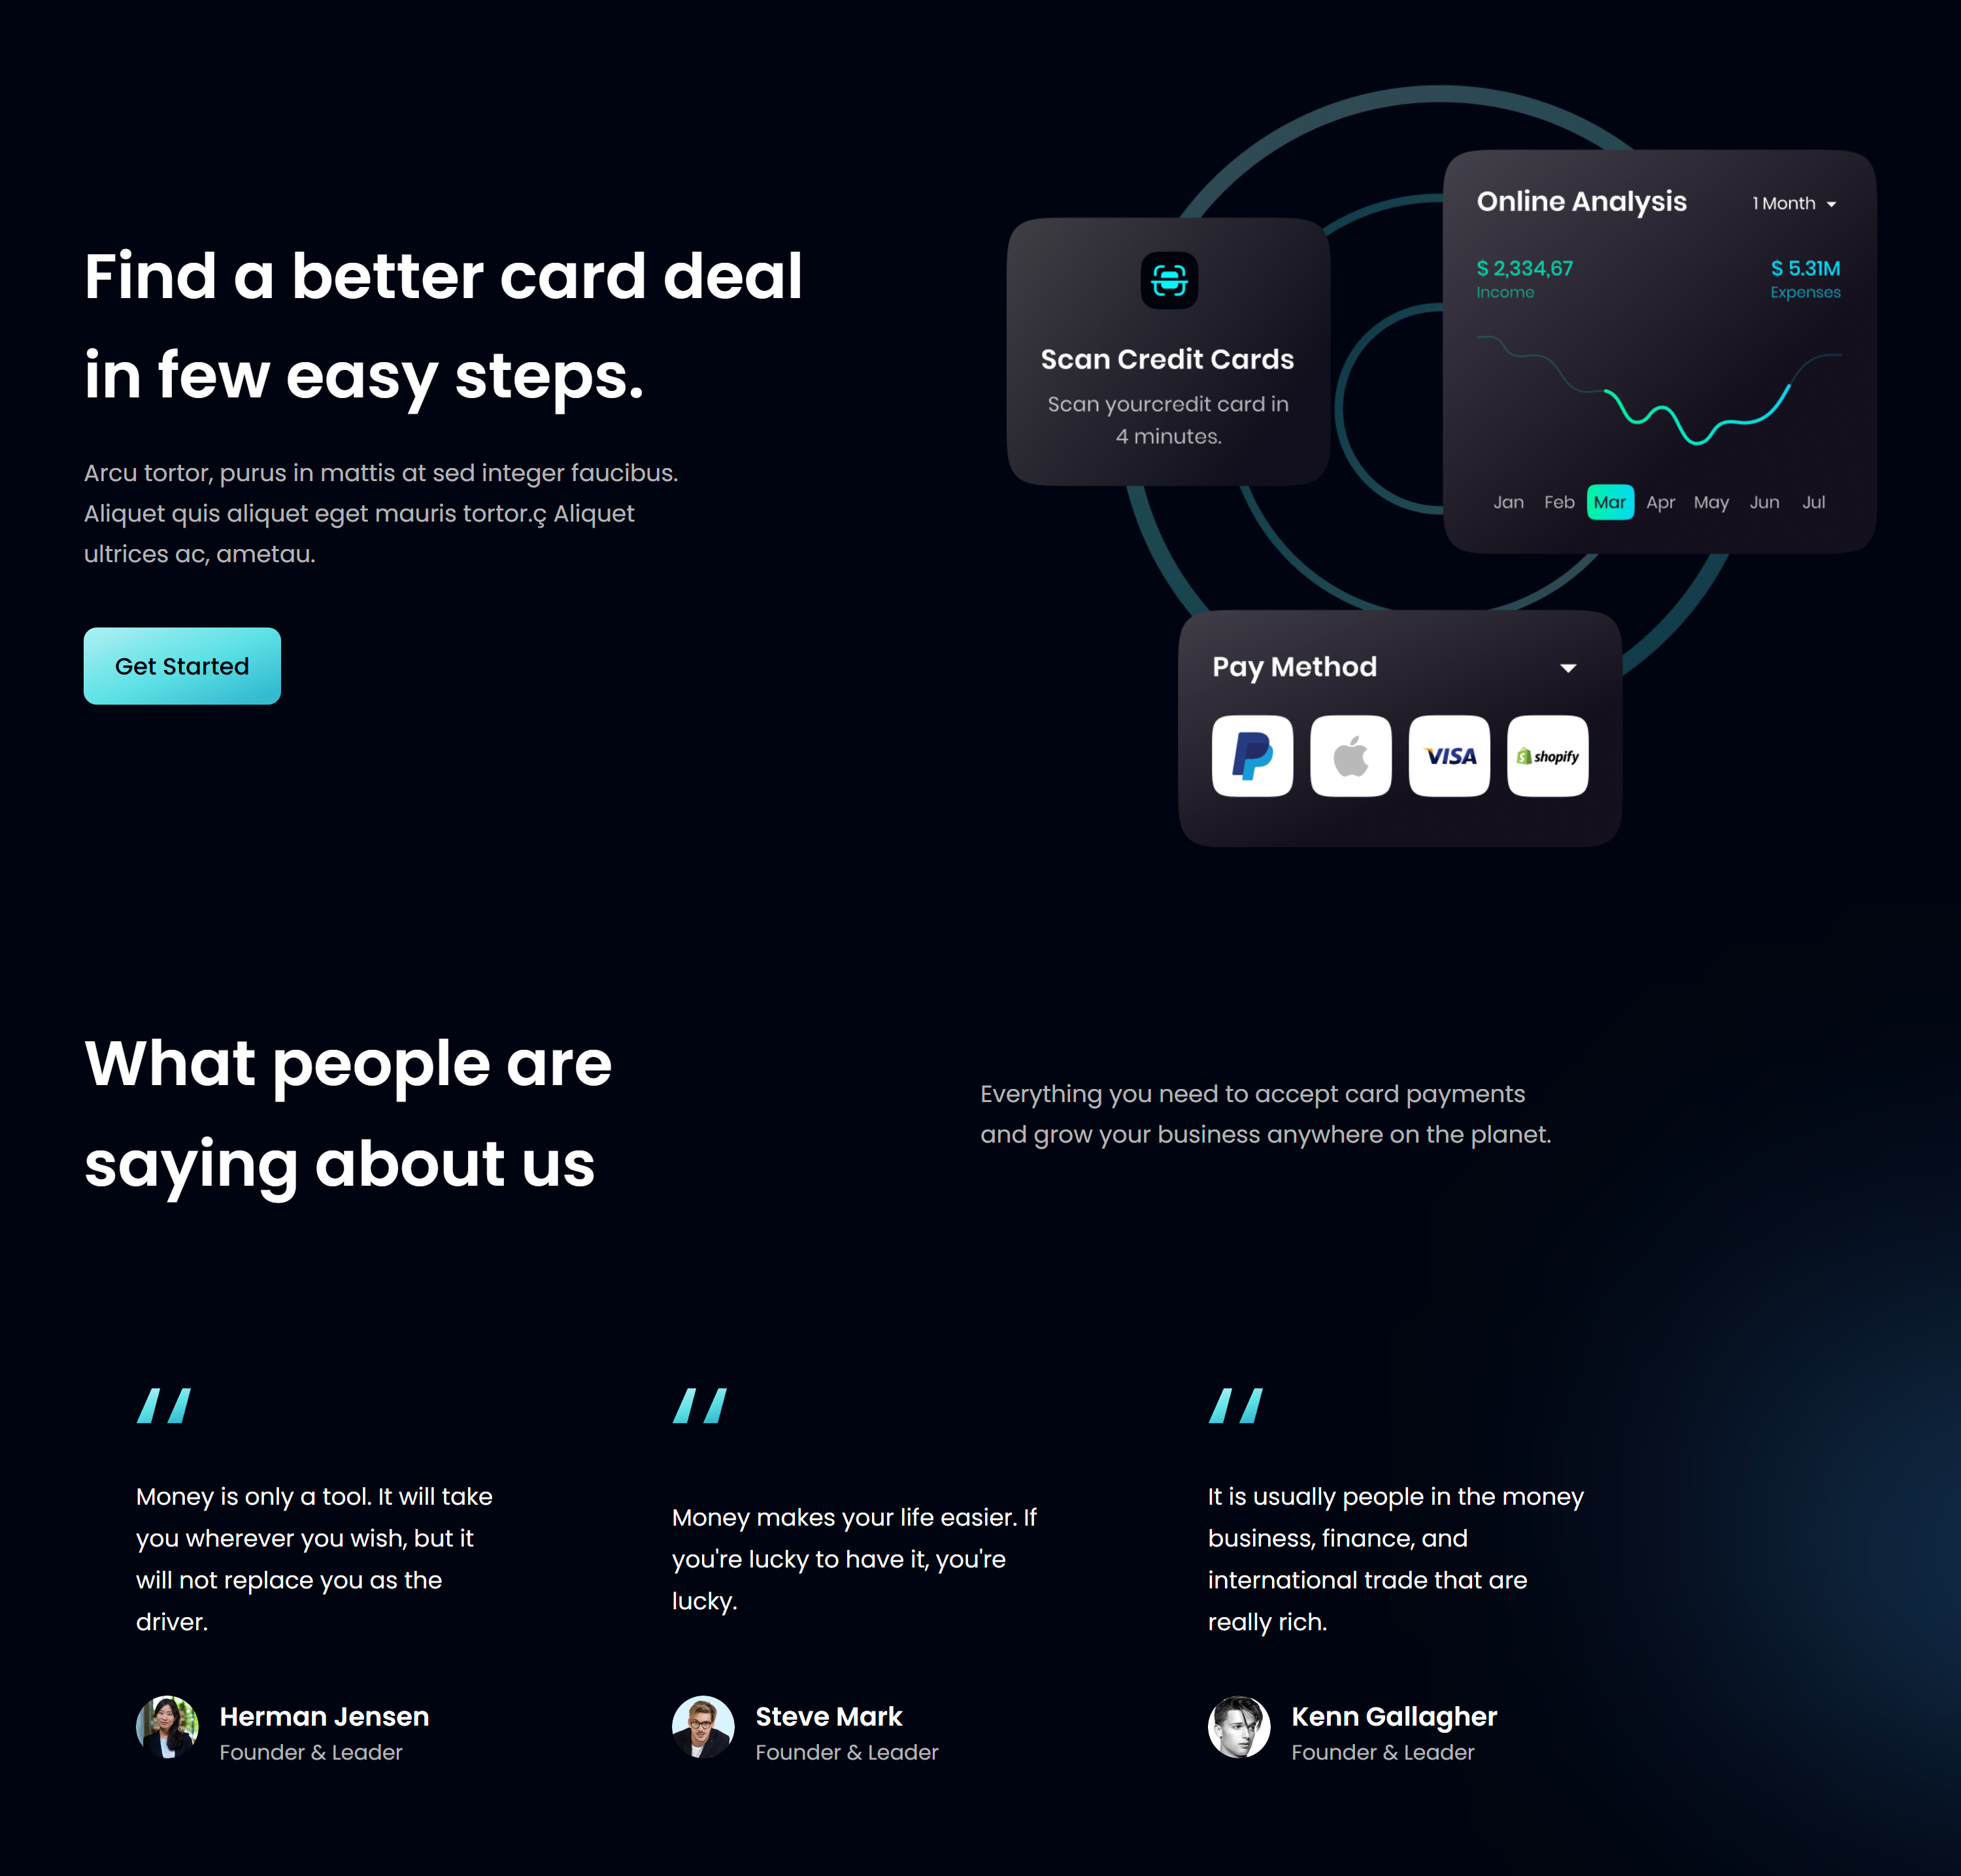 Find a better card deal
in few easy steps.
Arcu tortor, purus in mattis at sed integer faucibus.
Aliquet quis aliquet eget mauris tortor.ç Aliquet
ultrices ac, ametau.
Get Started
Scan Credit Cards
Scan yourcredit card in
4 minutes.
Online Analysis
1 Month
$ 2,334,67
$ 5.31M
Income
Expenses
Jan Feb Mar Apr May Jun Jul
Pay Method
VISA
shopify
What people are
saying about us
Everything you need to accept card payments
and grow your business anywhere on the planet.
Money is only a tool. It will take
you wherever you wish, but it
will not replace you as the
driver.
Herman Jensen
Founder & Leader
Money makes your life easier. If
you're lucky to have it, you're
lucky.
Steve Mark
Founder & Leader
It is usually people in the money
business, finance, and
international trade that are
really rich.
Kenn Gallagher
Founder & Leader